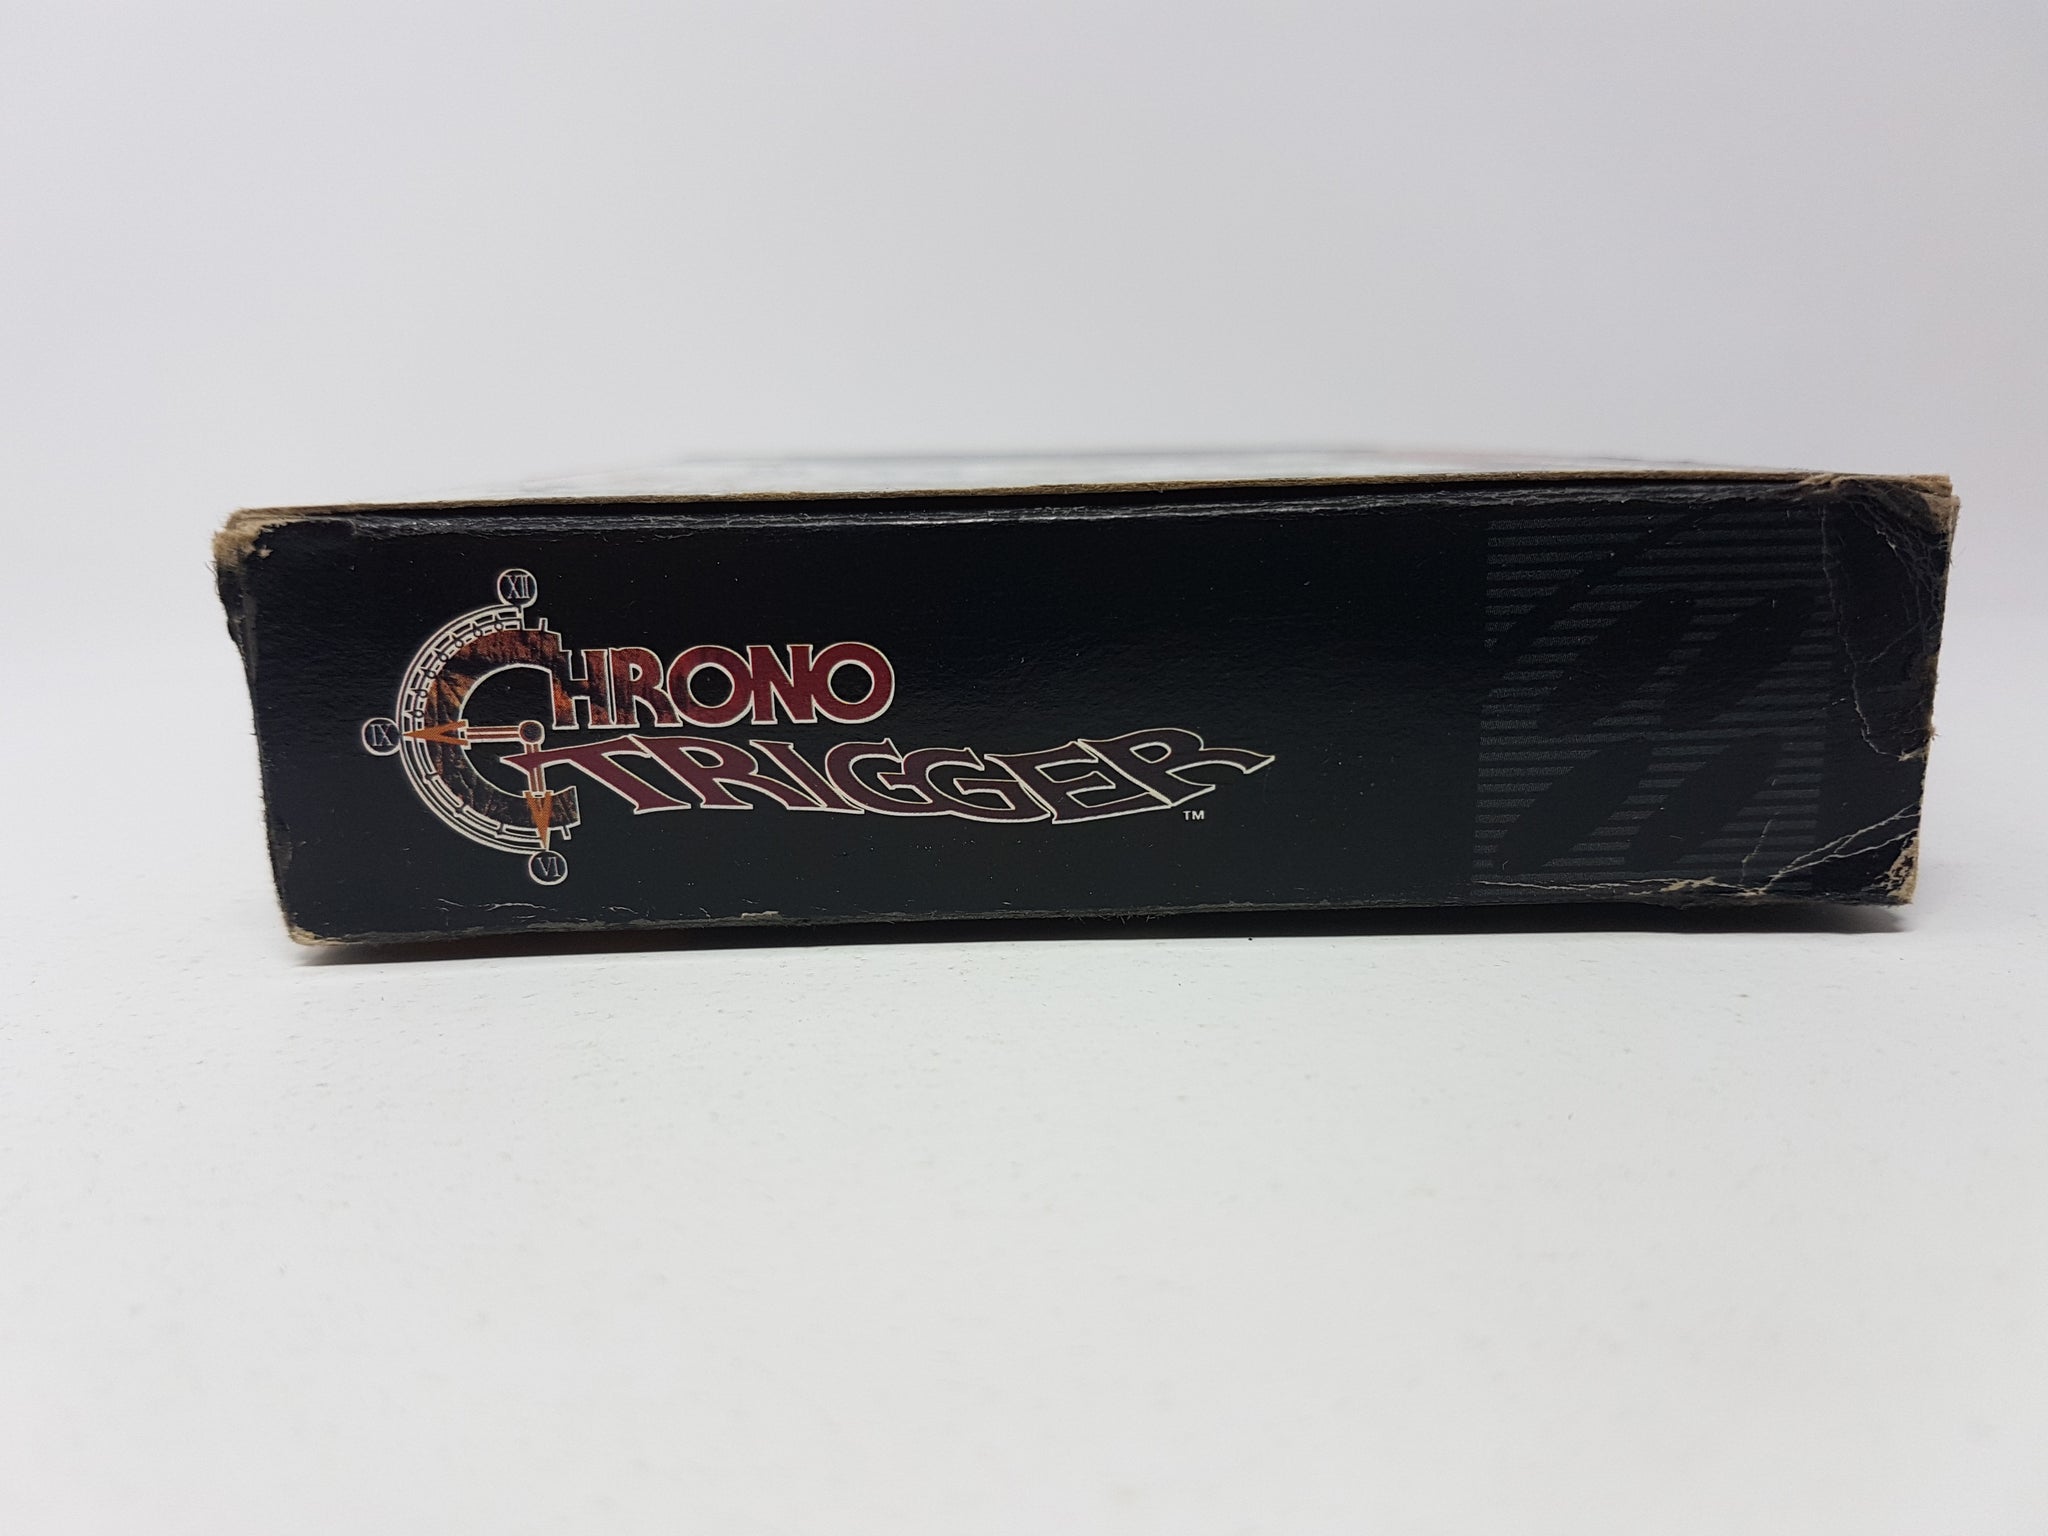 XII
CHRONO
IX
TRIGGER
TM
VI